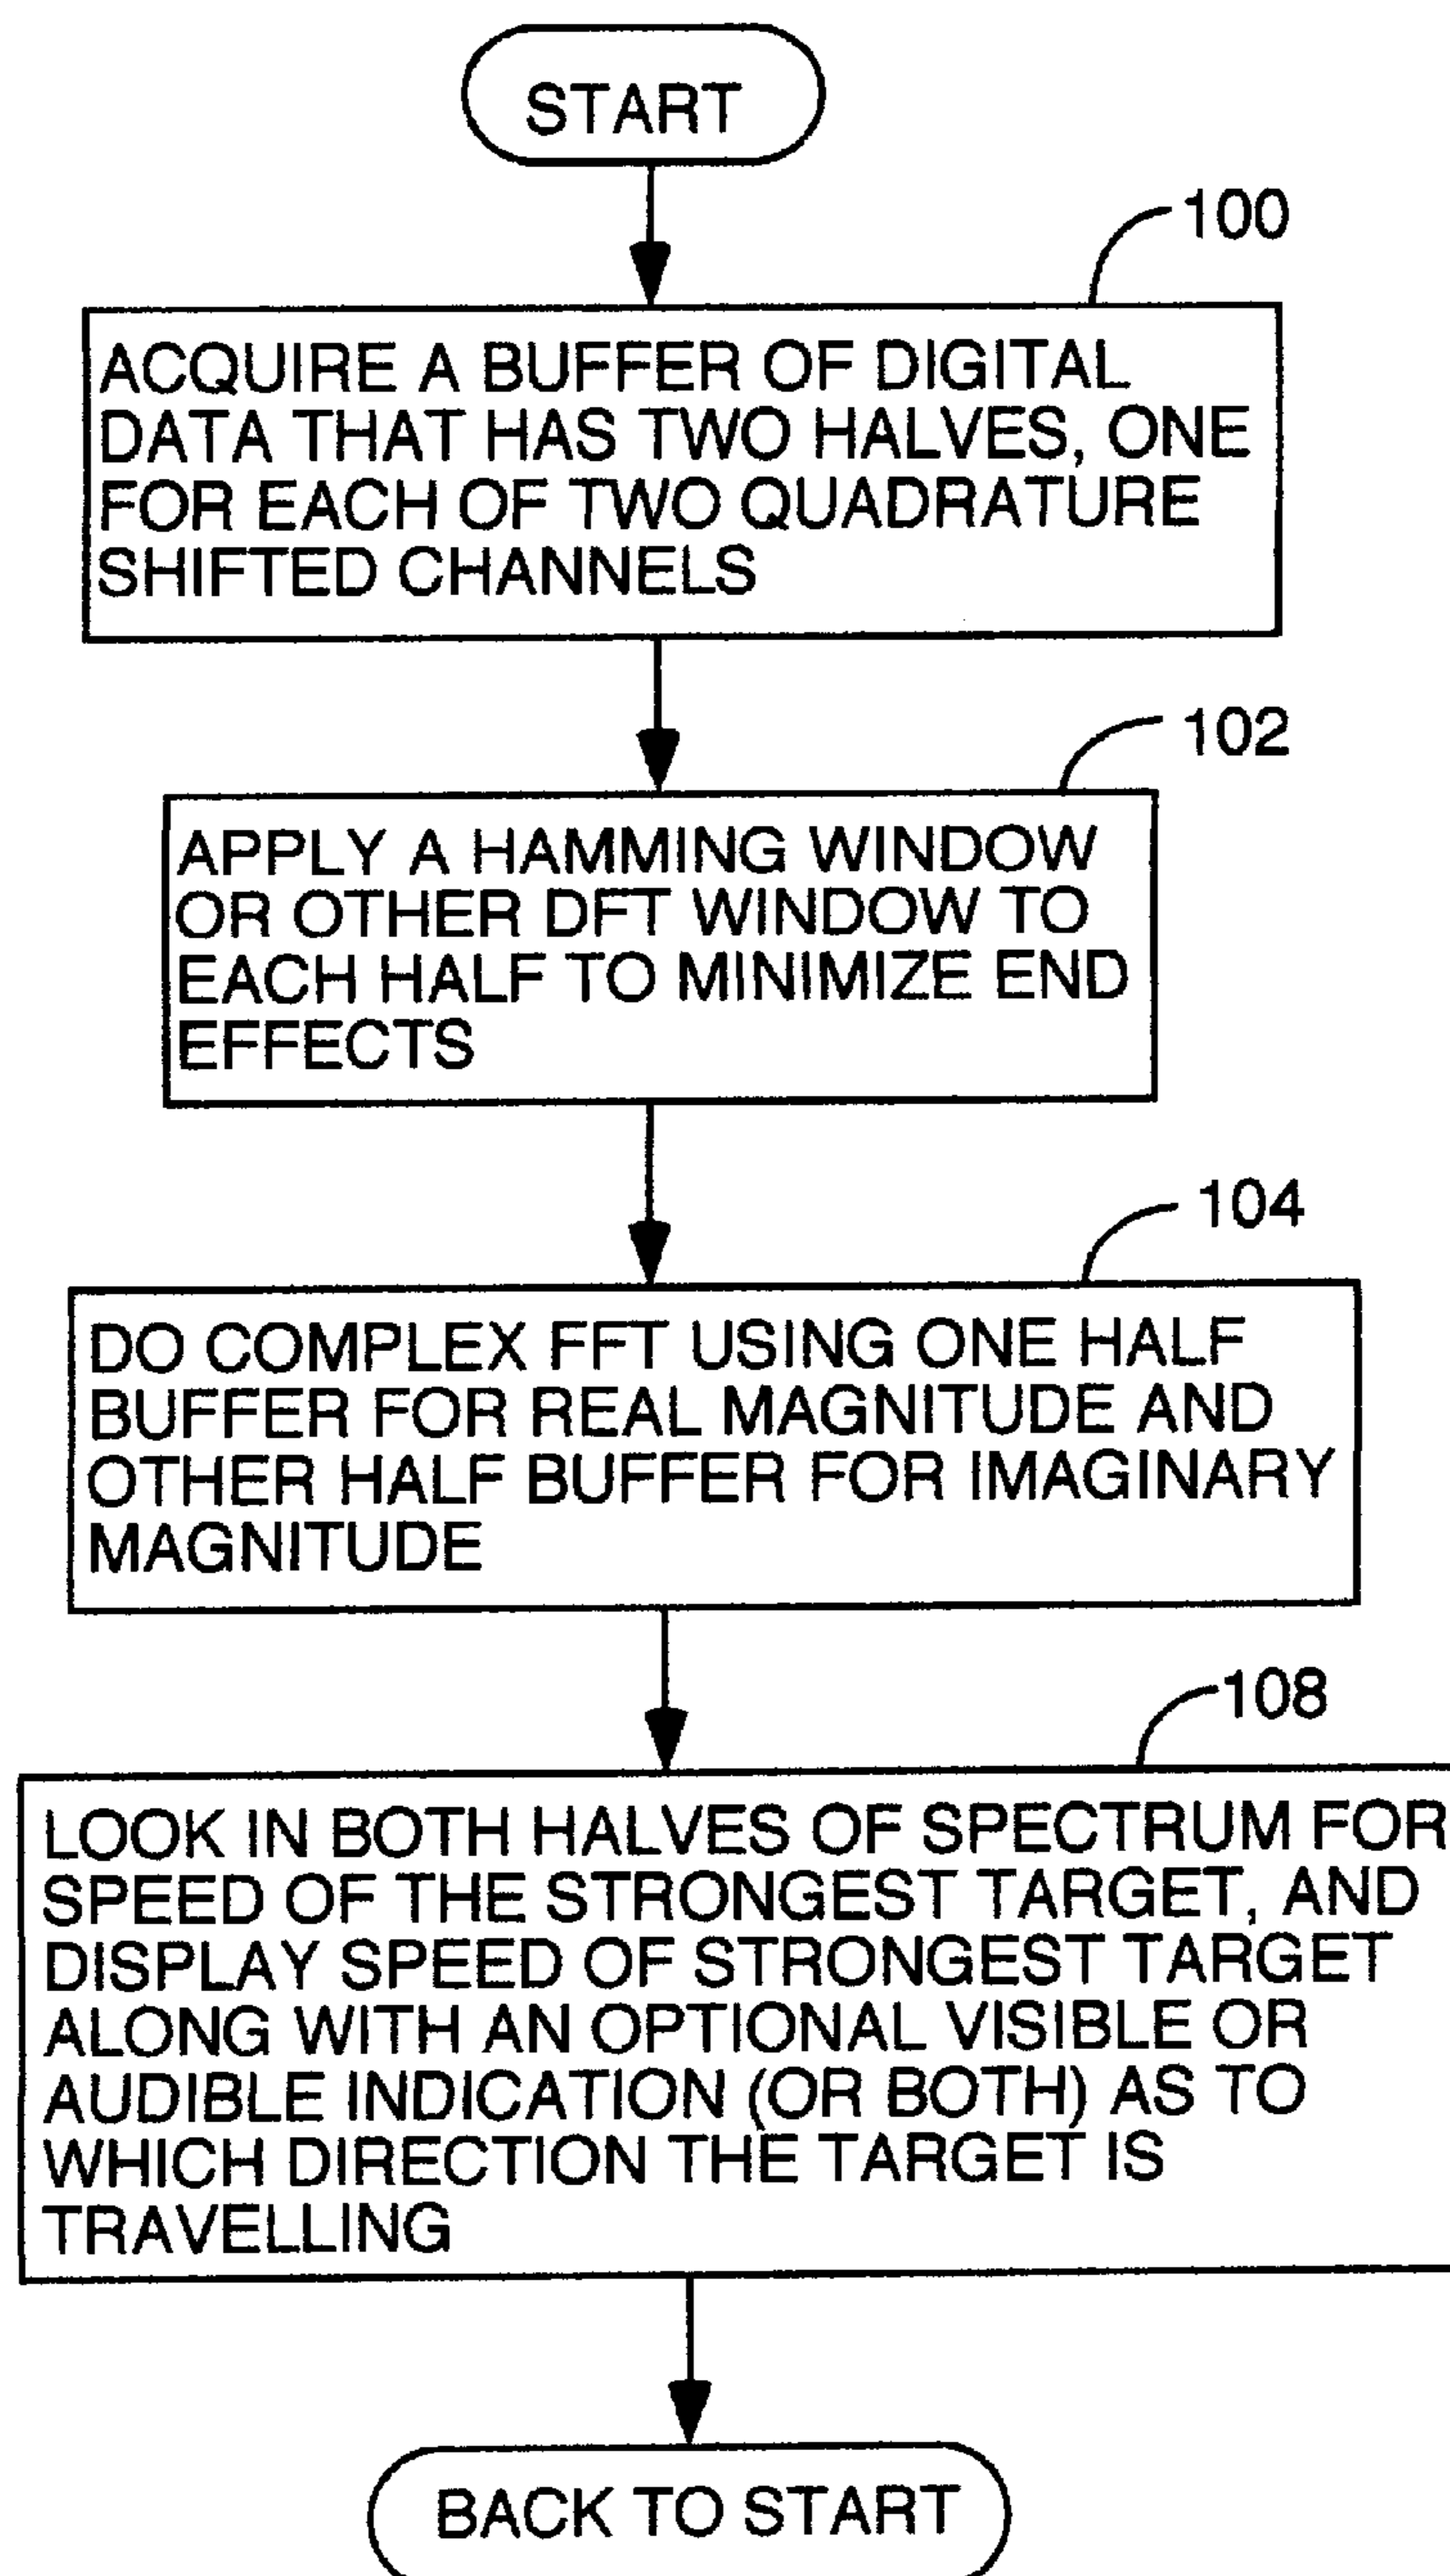 START
100
ACQUIRE A BUFFER OF DIGITAL
DATA THAT HAS TWO HALVES, ONE
FOR EACH OF TWO QUADRATURE
SHIFTED CHANNELS
102
APPLY A HAMMING WINDOW
OR OTHER DFT WINDOW TO
EACH HALF TO MINIMIZE END
EFFECTS
104
DO COMPLEX FFT USING ONE HALF
BUFFER FOR REAL MAGNITUDE AND
OTHER HALF BUFFER FOR IMAGINARY
MAGNITUDE
108
LOOK IN BOTH HALVES OF SPECTRUM FOR
SPEED OF THE STRONGEST TARGET, AND
DISPLAY SPEED OF STRONGEST TARGET
ALONG WITH AN OPTIONAL VISIBLE OR
AUDIBLE INDICATION (OR BOTH) AS TO
WHICH DIRECTION THE TARGET IS
TRAVELLING
BACK TO START